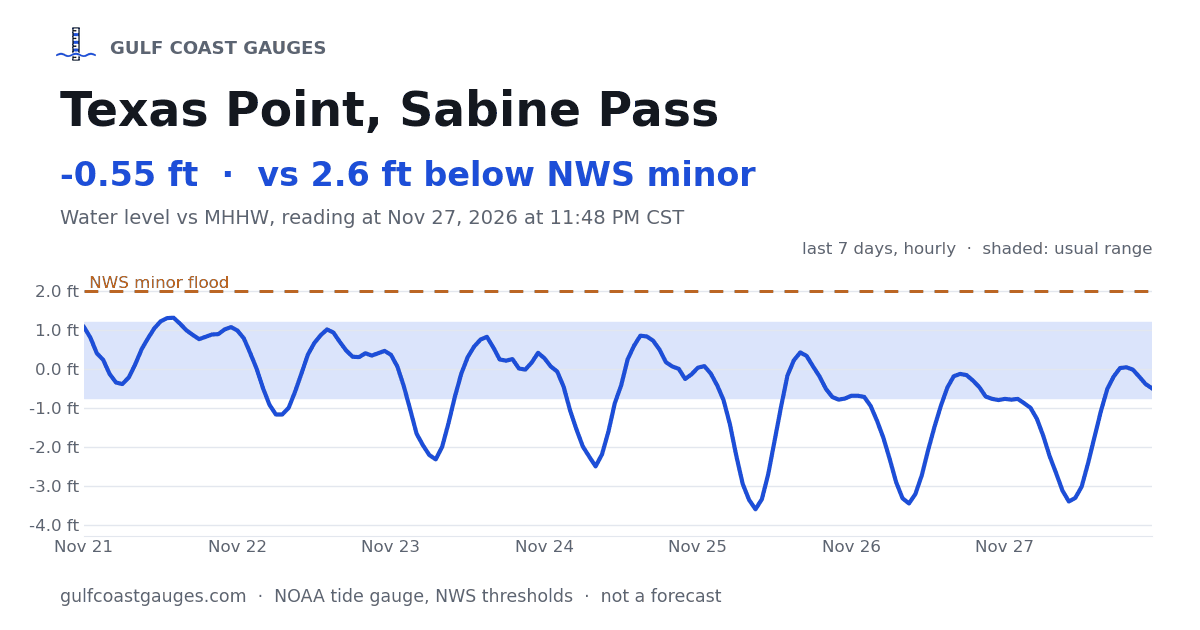 GULF COAST GAUGES
Texas Point, Sabine Pass
-0.55 ft · vs 2.6 ft below NWS minor
Water level vs MHHW, reading at Nov 27, 2026 at 11:48 PM CST
last 7 days, hourly · shaded: usual range
NWS minor flood
2.0 ft
1.0 ft
0.0 ft
-1.0 ft
-2.0 ft
-3.0 ft
-4.0 ft
Nov 21 Nov 22 Nov 23 Nov 24 Nov 25 Nov 26 Nov 27
gulfcoastgauges.com · NOAA tide gauge, NWS thresholds · not a forecast